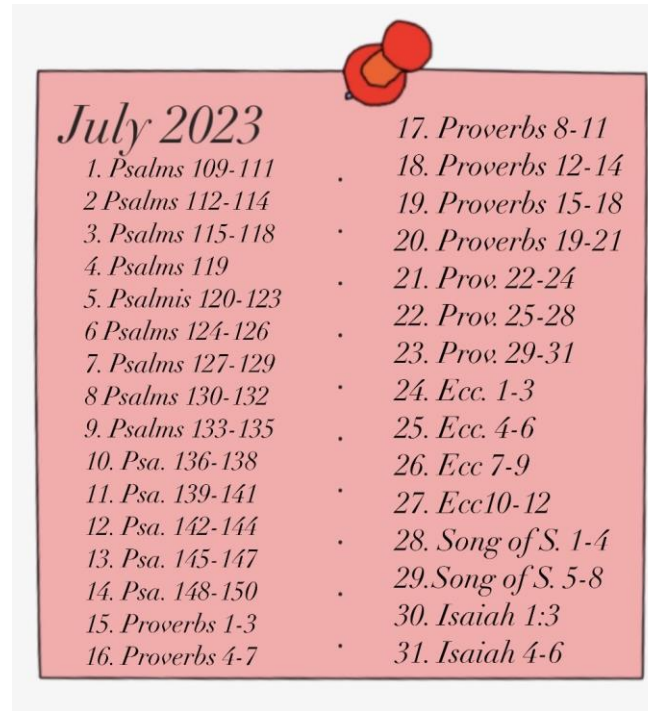 July 2023
1. Psalms 109-111
2 Psalms 112-114
3. Psalms 115-118
4. Psalms 119
5. Psalmis 120-123
6 Psalms 124-126
7. Psalms 127-129
8 Psalms 130-132
9. Psalms 133-135
10. Psa. 136-138
11. Psa. 139-141
12. Psa. 142-144
13. Psa. 145-147
14. Psa. 148-150
15. Proverbs 1-3
16. Proverbs 4-7
17. Proverbs 8-11
18. Proverbs 12-14
19. Proverbs 15-18
20. Proverbs 19-21
21. Prov. 22-24
22. Prov. 25-28
23. Prov. 29-31
24. Ecc. 1-3
25. Ecc. 4-6
26. Ecc 7-9
27. Ecc10-12
28. Song of S. 1-4
29.Song of S. 5-8
30. Isaiah 1:3
31. Isaiah 4-6